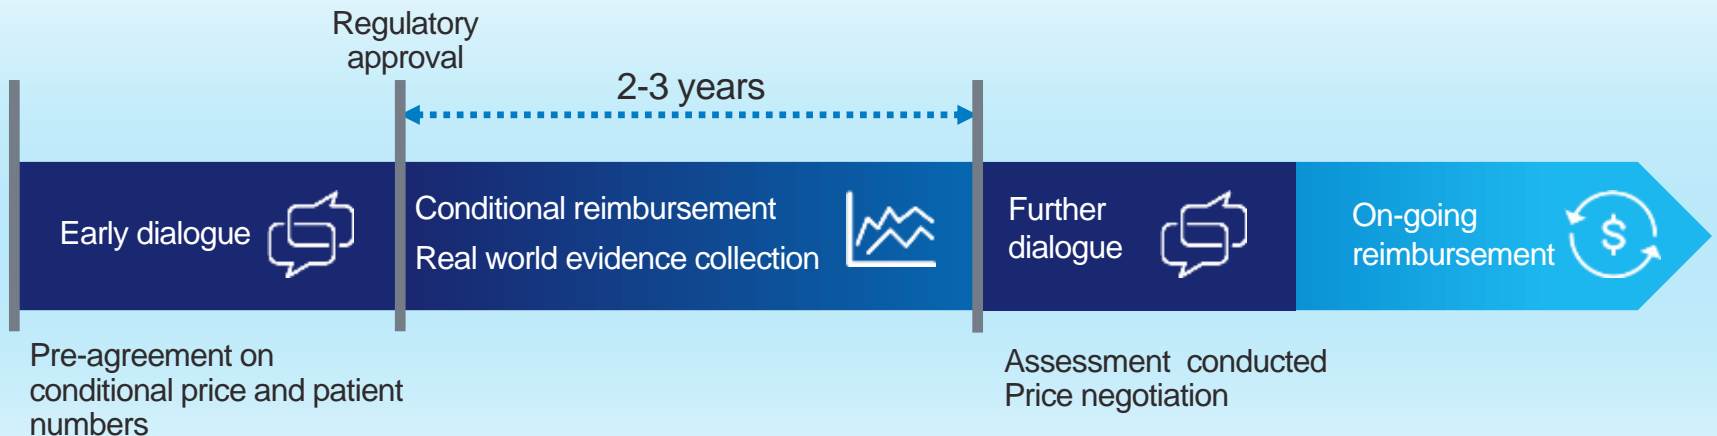 Regulatory
approval
2-3 years
Early dialogue
Conditional reimbursement
Real world evidence collection
Further
dialogue
On-going
reimbursement
$
Pre-agreement on
conditional price and patient
numbers
Assessment conducted
Price negotiation